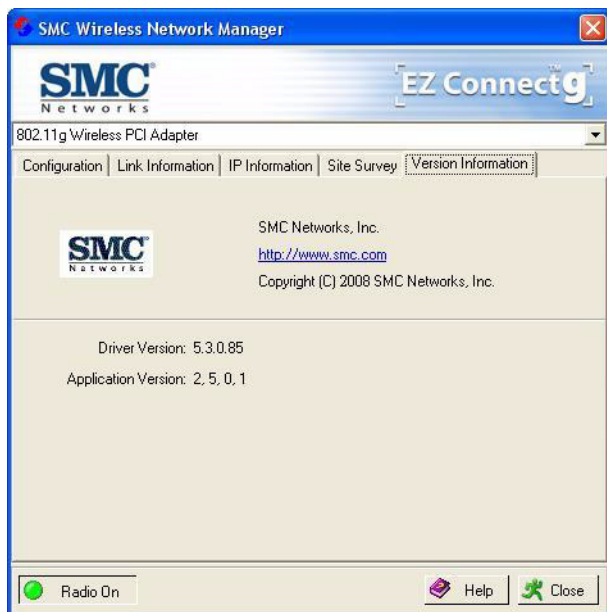 SMC Wireless Network Manager
SMC
Networks
EZ Connect™ g
802.11g Wireless PCI Adapter
Configuration Link Information IP Information Site Survey Version Information
SMC
Networks
SMC Networks, Inc.
http://www.smc.com
Copyright (C) 2008 SMC Networks, Inc.
Driver Version: 5.3.0.85
Application Version: 2, 5, 0, 1
Radio On Help Close